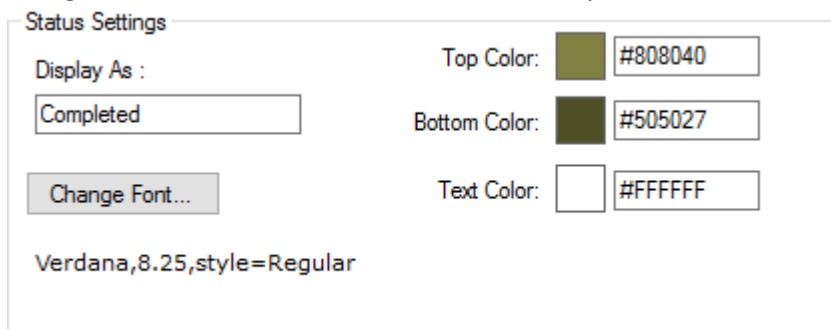 Status Settings
Display As :
Completed
Change Font...
Verdana,8.25,style=Regular
Top Color: #808040
Bottom Color: #505027
Text Color: #FFFFFF